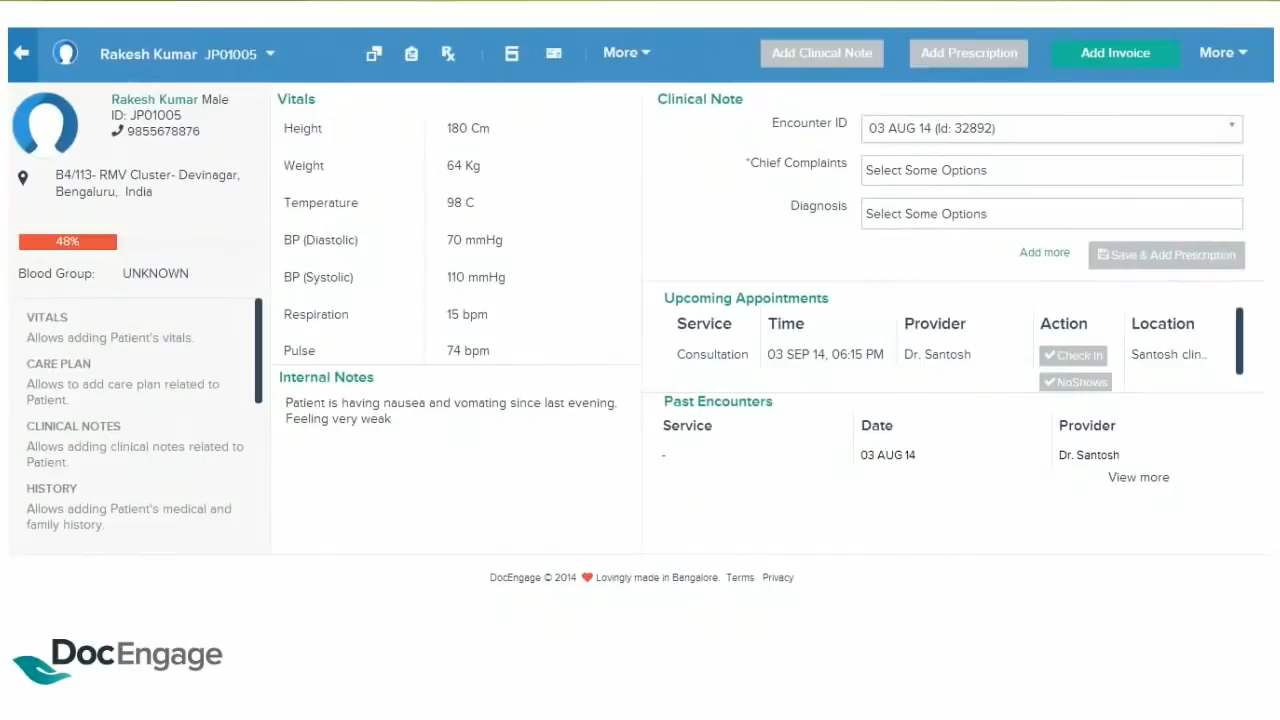 Rakesh Kumar JP01005
More
Add Clinical Note
Add Prescription
Add Invoice
More
Rakesh Kumar Male
ID: JP01005
9855678876
B4/113- RMV Cluster- Devinagar,
Bengaluru, India
48%
Blood Group: UNKNOWN
VITALS
Allows adding Patient's vitals.
CARE PLAN
Allows to add care plan related to
Patient.
CLINICAL NOTES
Allows adding clinical notes related to
Patient.
HISTORY
Allows adding Patient's medical and
family history.
Vitals
Height 180 Cm
Weight 64 Kg
Temperature 98 C
BP (Diastolic) 70 mmHg
BP (Systolic) 110 mmHg
Respiration 15 bpm
Pulse 74 bpm
Internal Notes
Patient is having nausea and vomating since last evening.
Feeling very weak
Clinical Note
Encounter ID 03 AUG 14 (Id: 32892)
*Chief Complaints Select Some Options
Diagnosis Select Some Options
Add more Save & Add Prescription
Upcoming Appointments
Service Time Provider Action Location
Consultation 03 SEP 14, 06:15 PM Dr. Santosh Check In Santosh clin..
NoShows
Past Encounters
Service Date Provider
- 03 AUG 14 Dr. Santosh
View more
DocEngage © 2014 ❤ Lovingly made in Bangalore. Terms Privacy
DocEngage